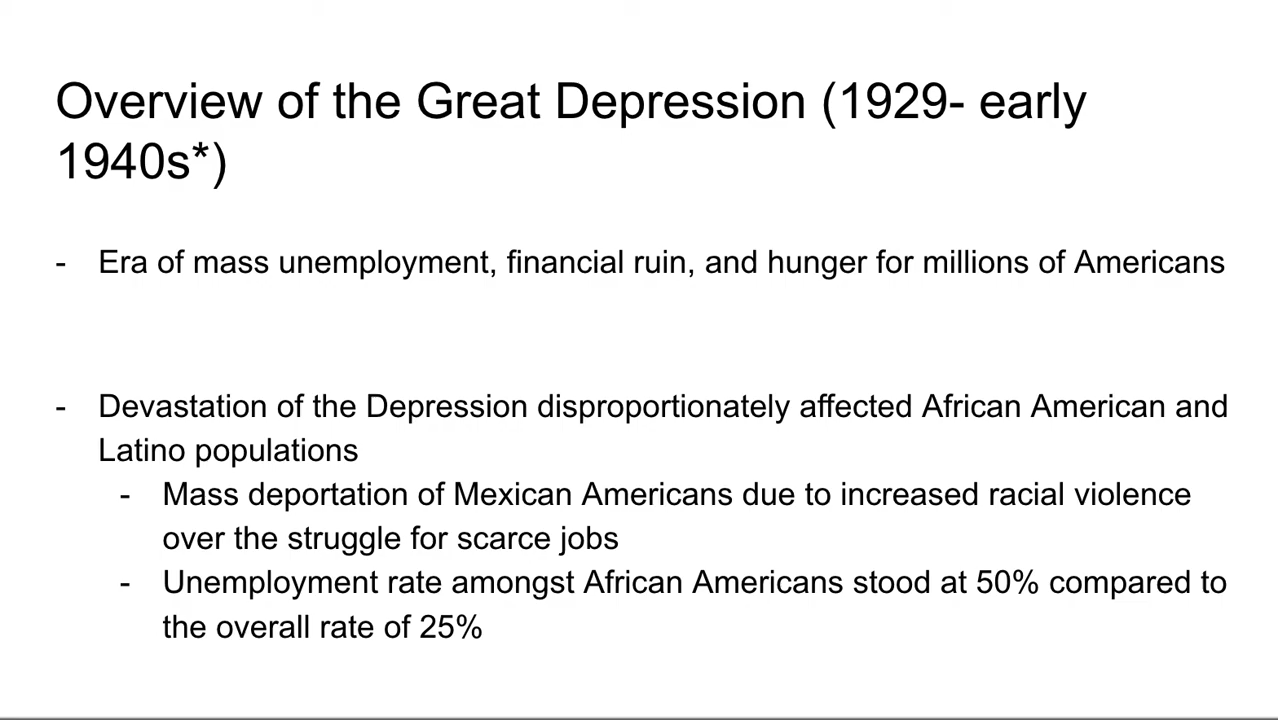 Overview of the Great Depression (1929- early
1940s*)
- Era of mass unemployment, financial ruin, and hunger for millions of Americans
- Devastation of the Depression disproportionately affected African American and
Latino populations
- Mass deportation of Mexican Americans due to increased racial violence
over the struggle for scarce jobs
- Unemployment rate amongst African Americans stood at 50% compared to
the overall rate of 25%